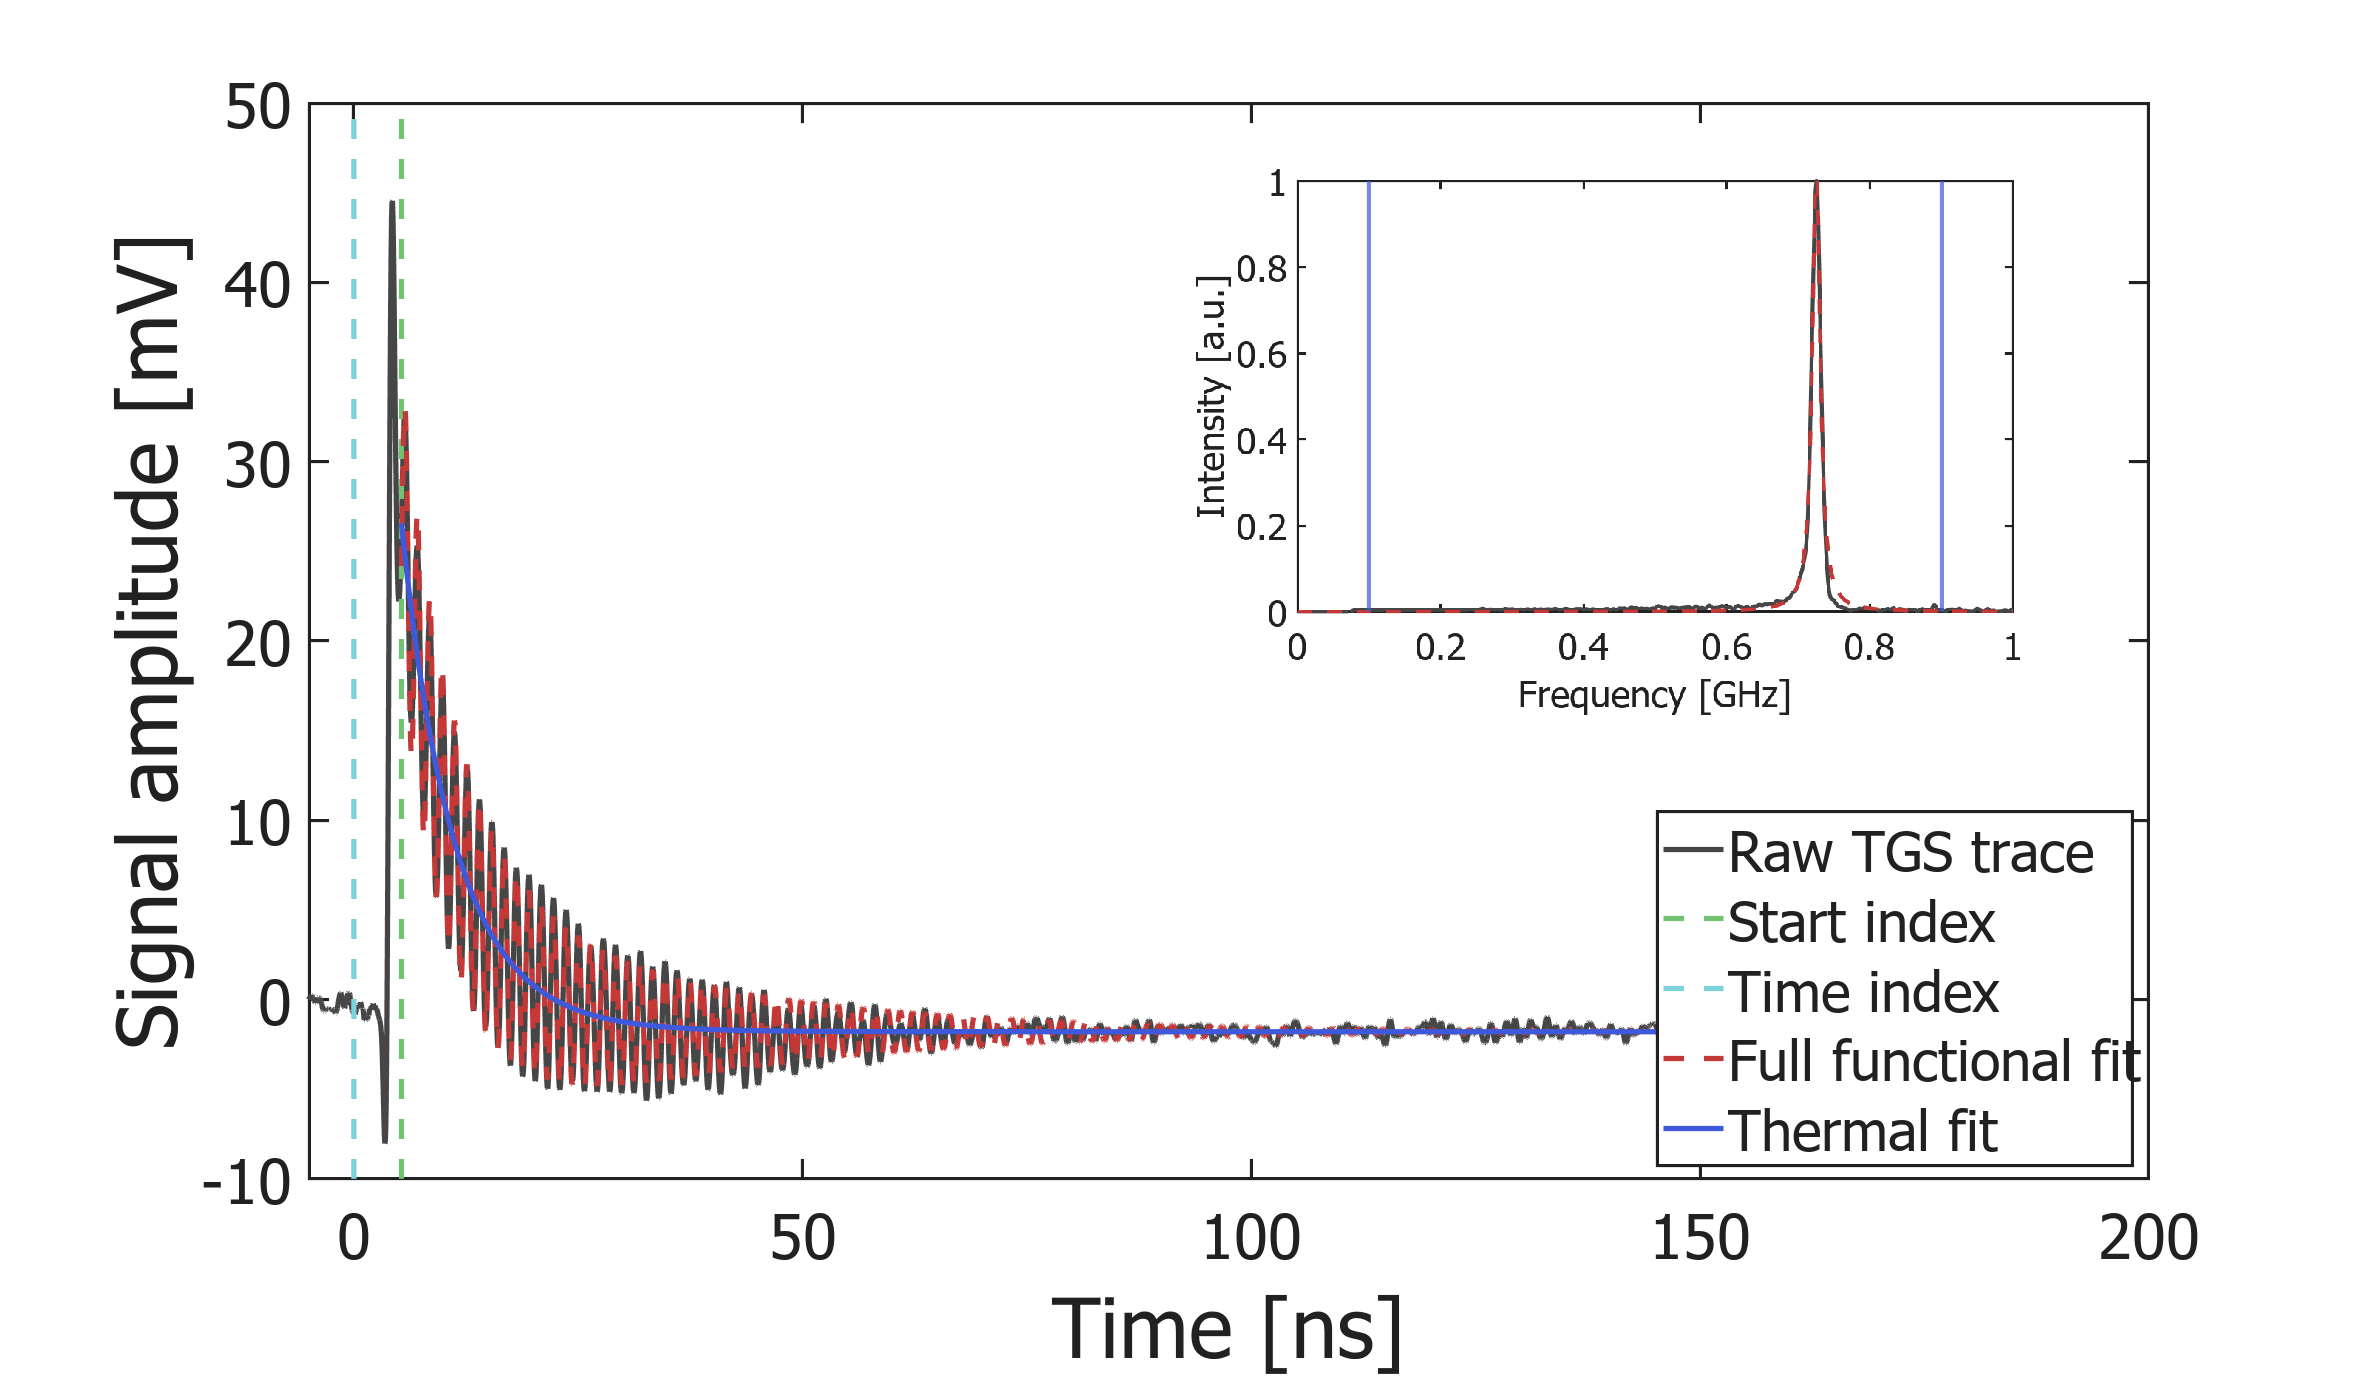 Signal amplitude [mV]
50
40
30
20
10
0
-10
0 50 100 150 200
Time [ns]
Intensity [a.u.]
1
0.8
0.6
0.4
0.2
0
0 0.2 0.4 0.6 0.8 1
Frequency [GHz]
Raw TGS trace
Start index
Time index
Full functional fit
Thermal fit